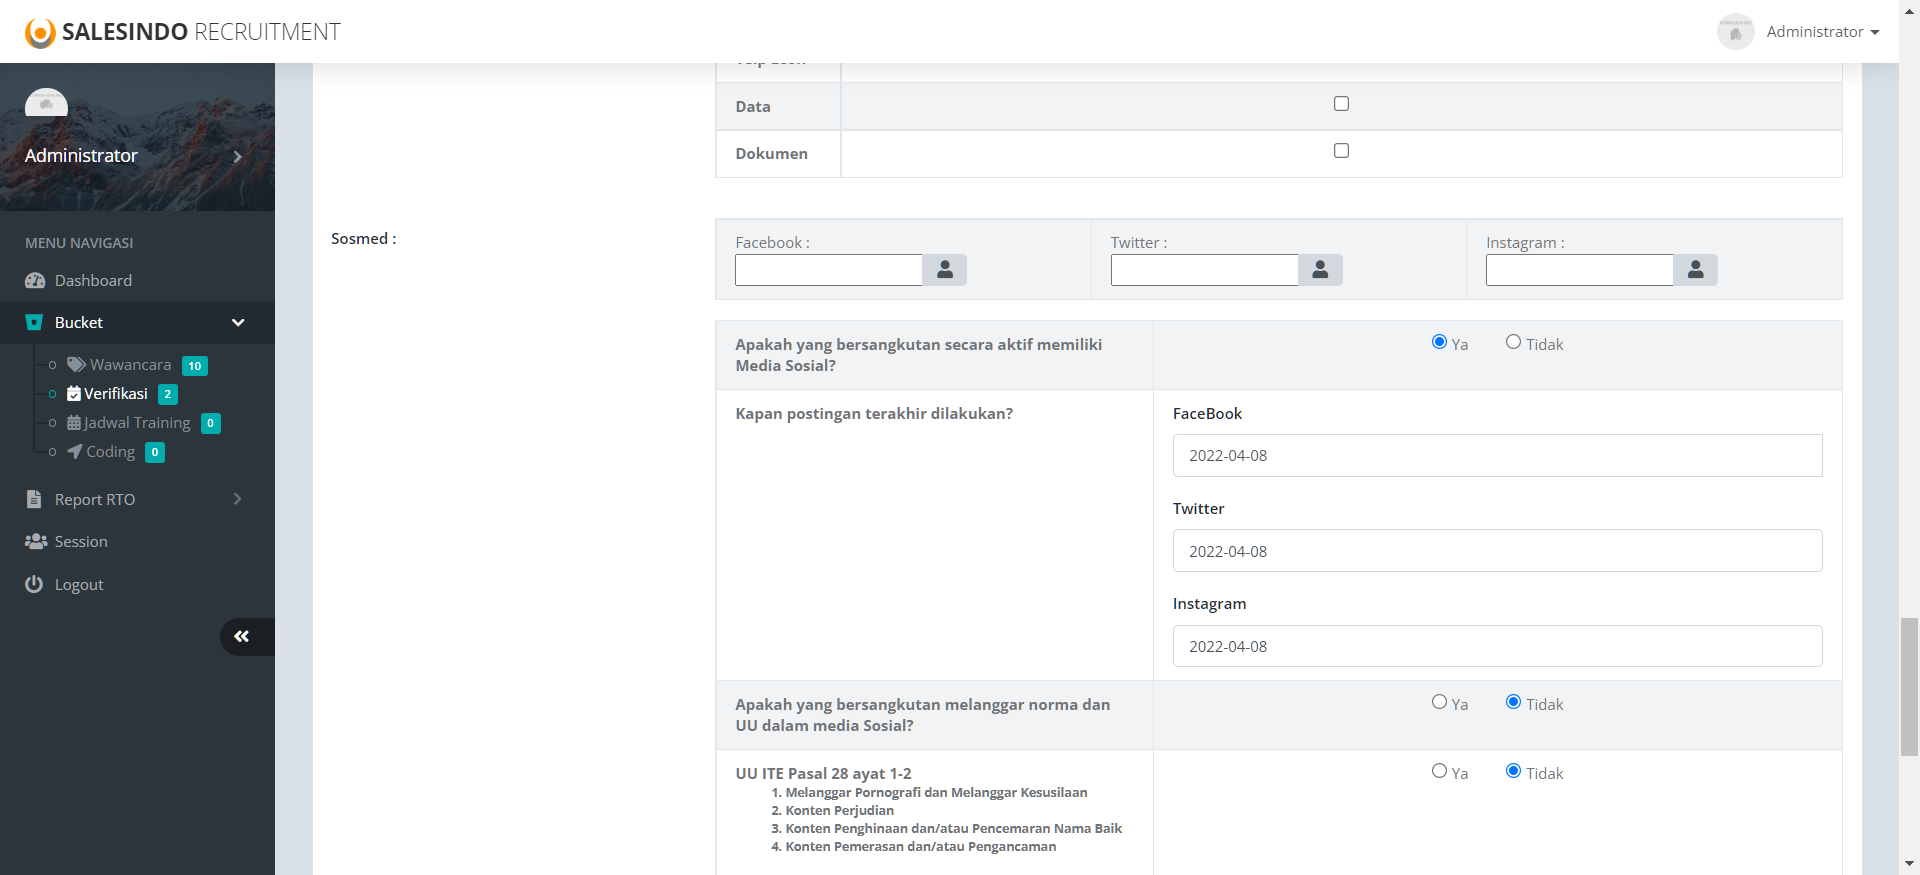 SALESINDO RECRUITMENT
Administrator
Administrator
MENU NAVIGASI
Dashboard
Bucket
Wawancara 10
Verifikasi 2
Jadwal Training 0
Coding 0
Report RTO
Session
Logout
Data
Dokumen
Sosmed :
Facebook :
Twitter :
Instagram :
Apakah yang bersangkutan secara aktif memiliki
Media Sosial?
Ya
Tidak
Kapan postingan terakhir dilakukan?
FaceBook
2022-04-08
Twitter
2022-04-08
Instagram
2022-04-08
Apakah yang bersangkutan melanggar norma dan
UU dalam media Sosial?
Ya
Tidak
UU ITE Pasal 28 ayat 1-2
1. Melanggar Pornografi dan Melanggar Kesusilaan
2. Konten Perjudian
3. Konten Penghinaan dan/atau Pencemaran Nama Baik
4. Konten Pemerasan dan/atau Pengancaman
Ya
Tidak